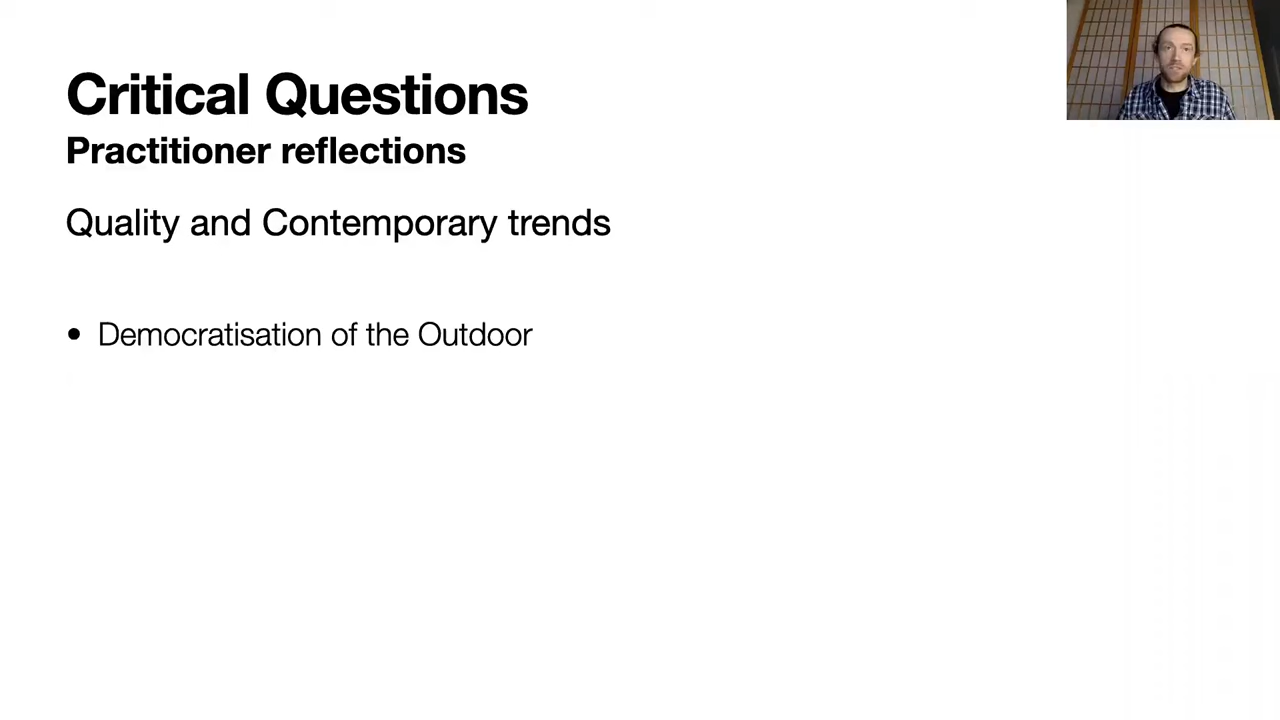 Critical Questions
Practitioner reflections
Quality and Contemporary trends
• Democratisation of the Outdoor